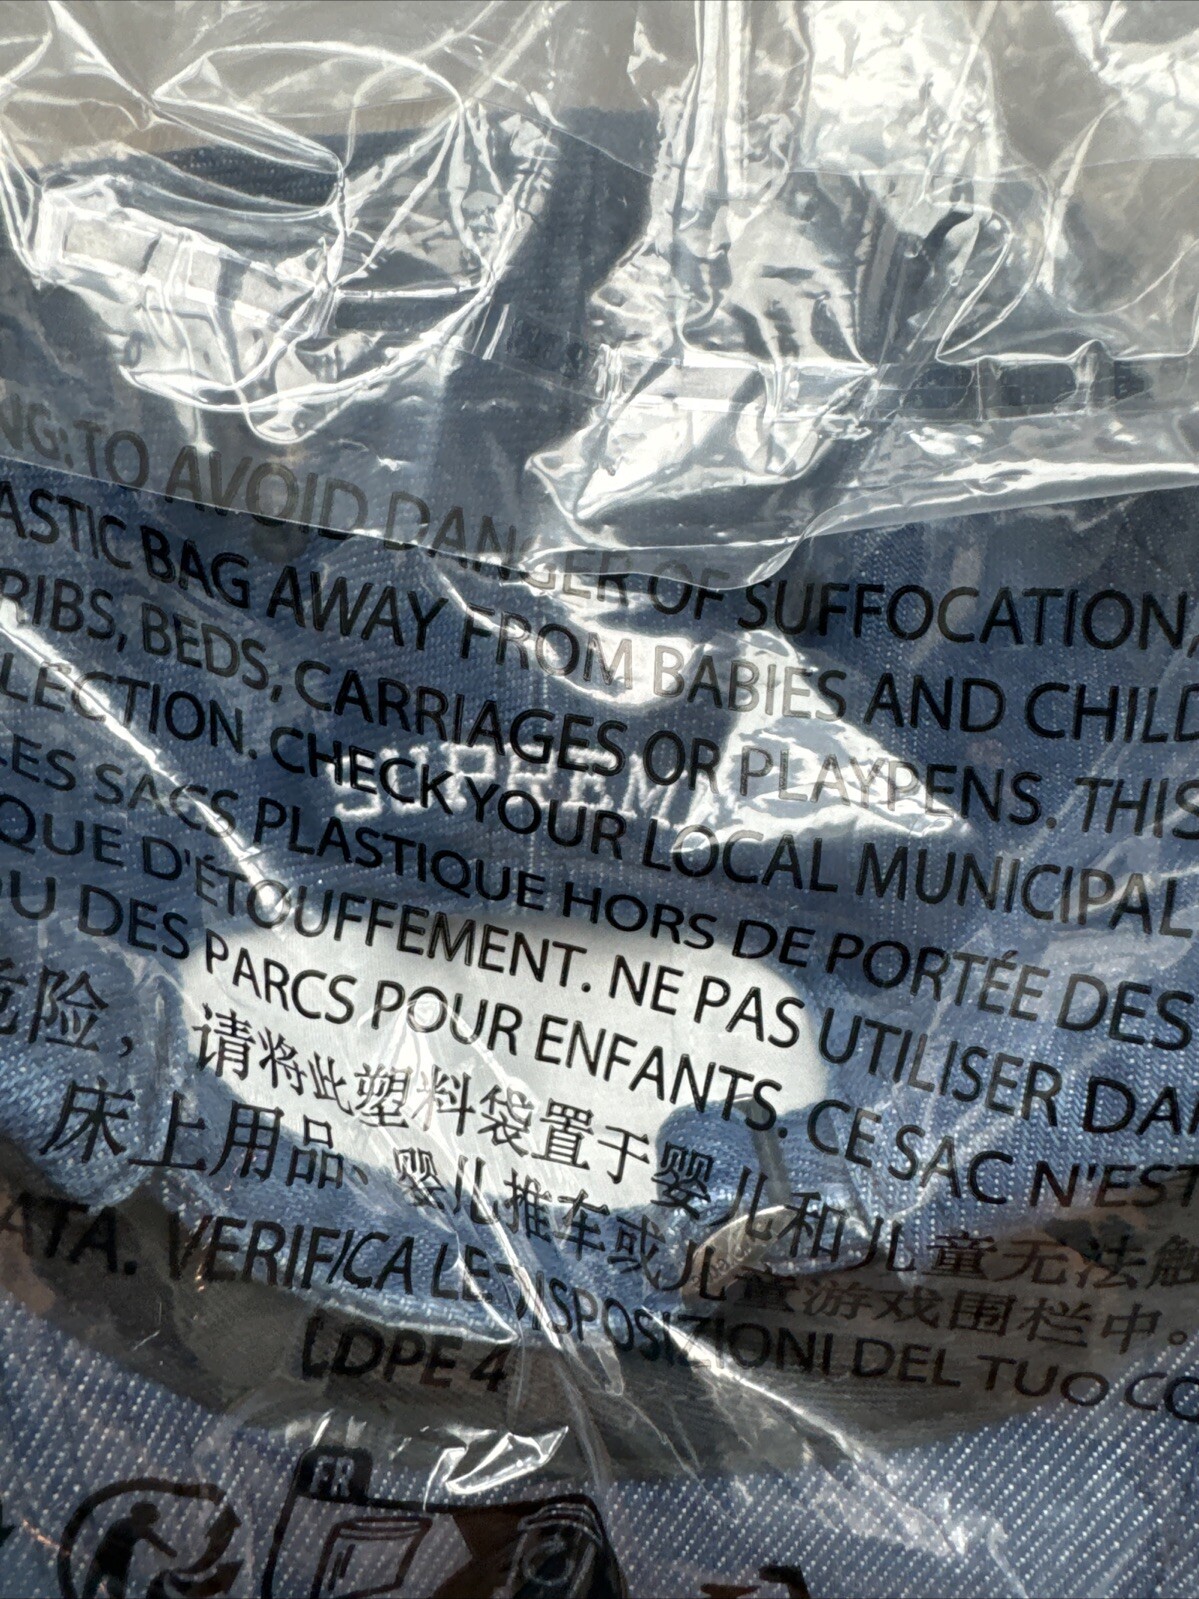 NG: TO AVOID DANGER OF SUFFOCATION,
ASTIC BAG AWAY FROM BABIES AND CHILD
RIBS, BEDS, CARRIAGES OR PLAYPENS. THIS
LECTION. CHECK YOUR LOCAL MUNICIPAL
SUPREM
LES SACS PLASTIQUE HORS DE PORTÉE DES
QUE D'ÉTOUFFEMENT. NE PAS UTILISER DA
OU DES PARCS POUR ENFANTS. CE SAC N'EST
危险，请将此塑料袋置于婴儿和儿童无法触
床上用品、婴儿推车或儿童游戏围栏中。
ATA. VERIFICA LE DISPOSIZIONI DEL TUO CO
LDPE 4
FR